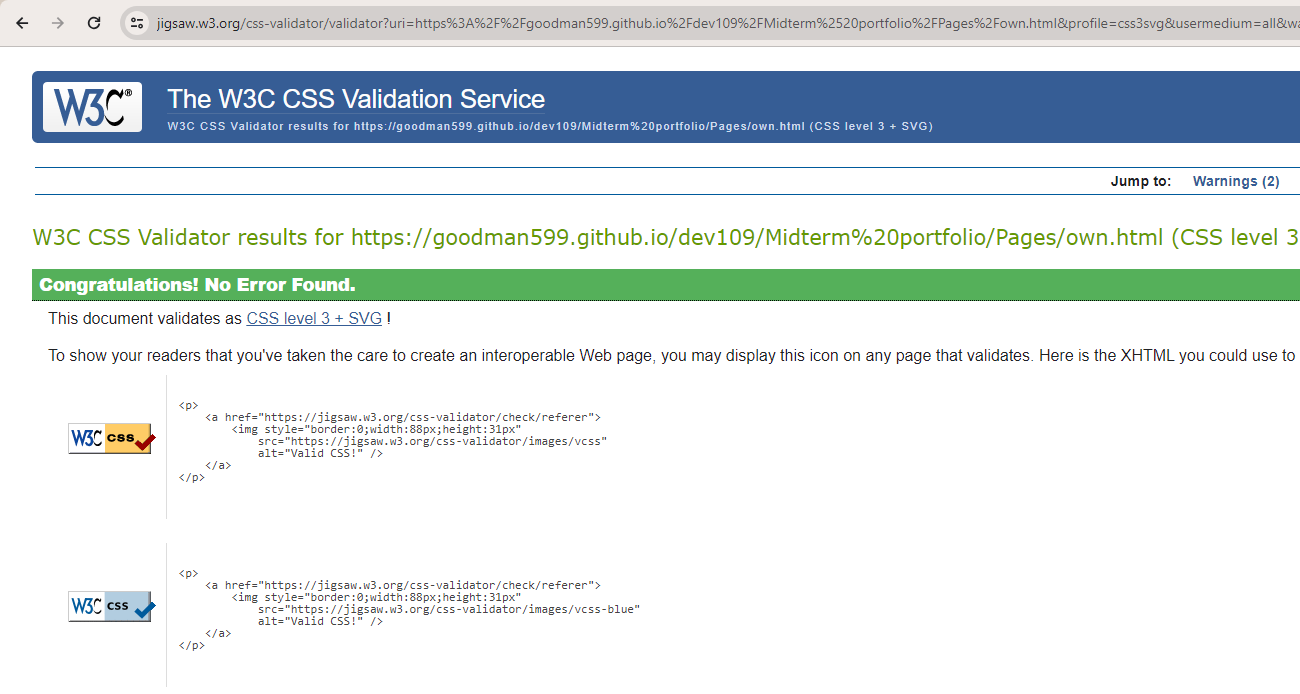 jigsaw.w3.org/css-validator/validator?uri=https%3A%2F%2Fgoodman599.github.io%2Fdev109%2FMidterm%2520portfolio%2FPages%2Fown.html&profile=css3svg&usermedium=all&wa
W3C® The W3C CSS Validation Service
W3C CSS Validator results for https://goodman599.github.io/dev109/Midterm%20portfolio/Pages/own.html (CSS level 3 + SVG)
Jump to: Warnings (2)
W3C CSS Validator results for https://goodman599.github.io/dev109/Midterm%20portfolio/Pages/own.html (CSS level 3
Congratulations! No Error Found.
This document validates as CSS level 3 + SVG !
To show your readers that you've taken the care to create an interoperable Web page, you may display this icon on any page that validates. Here is the XHTML you could use to
W3C css
<p>
<a href="https://jigsaw.w3.org/css-validator/check/referer">
<img style="border:0;width:88px;height:31px"
src="https://jigsaw.w3.org/css-validator/images/vcss"
alt="Valid CSS!" />
</a>
</p>
W3C css
<p>
<a href="https://jigsaw.w3.org/css-validator/check/referer">
<img style="border:0;width:88px;height:31px"
src="https://jigsaw.w3.org/css-validator/images/vcss-blue"
alt="Valid CSS!" />
</a>
</p>